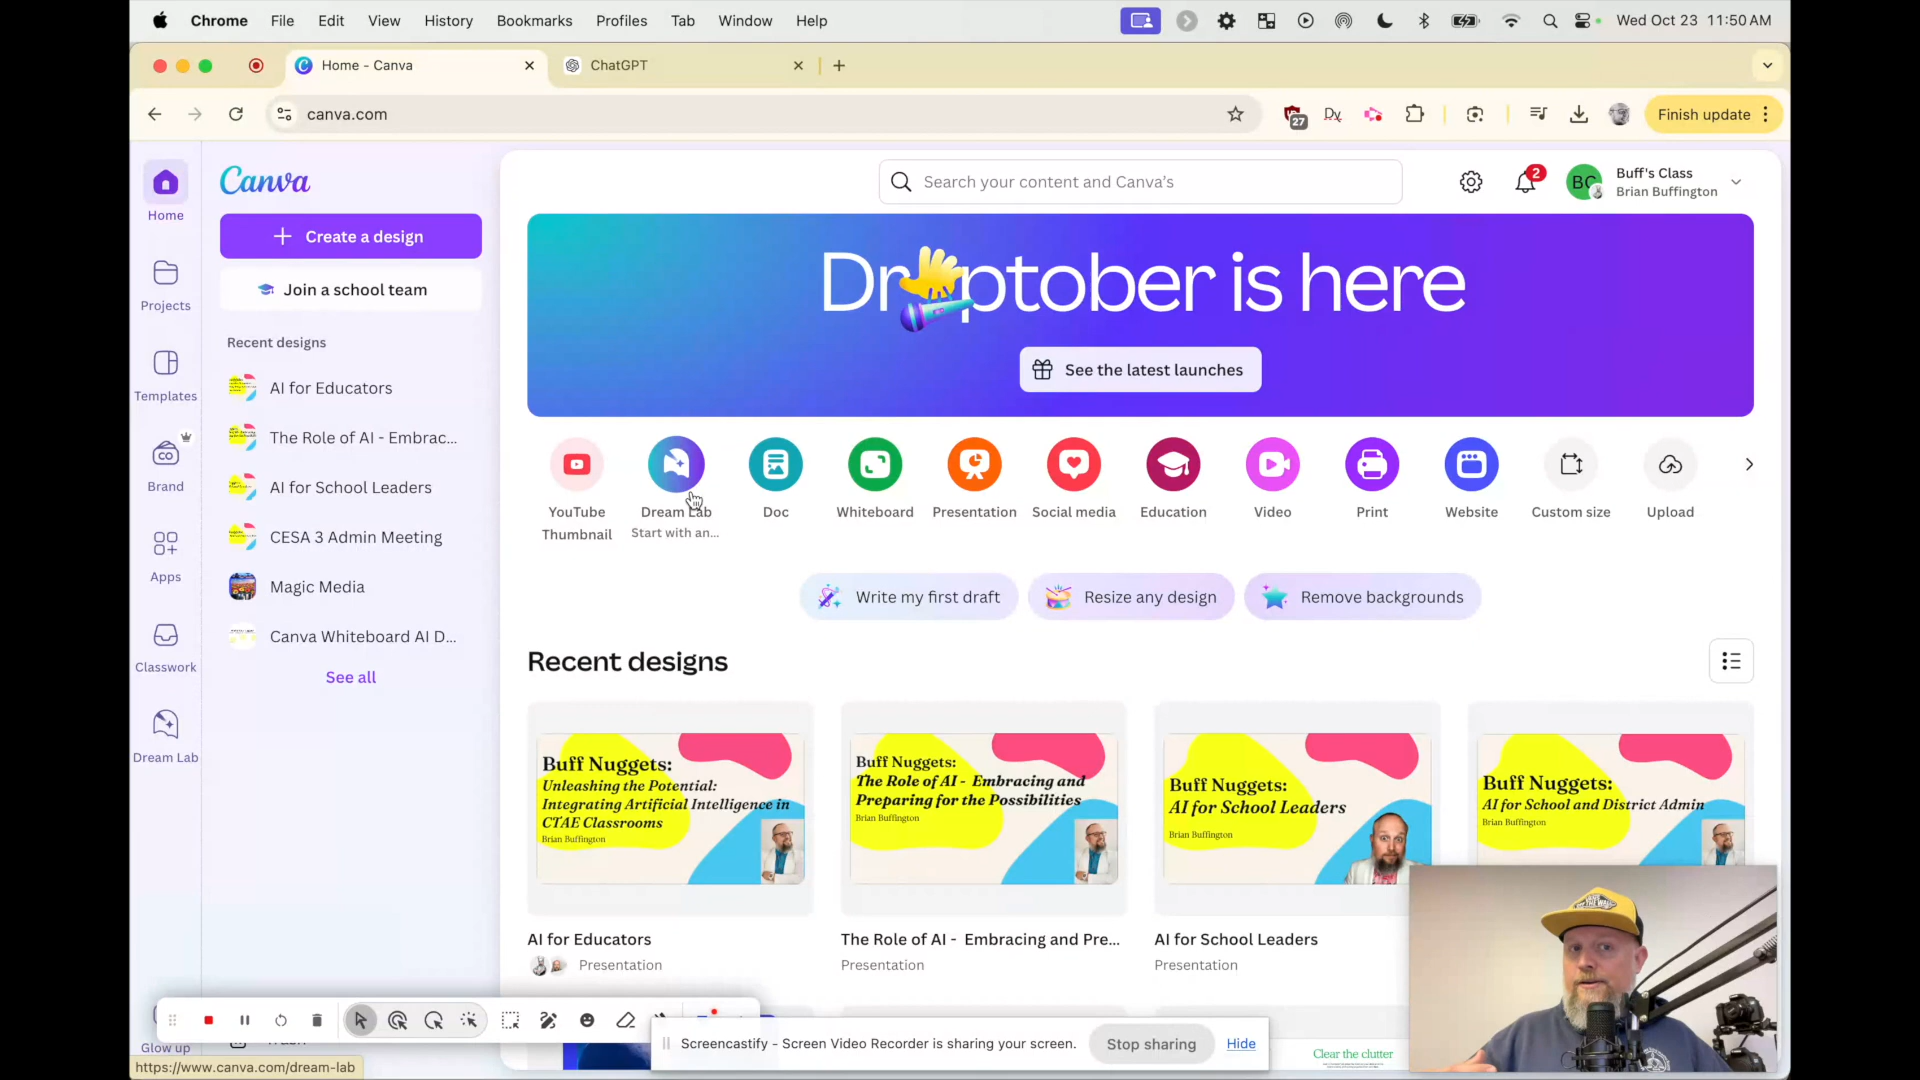 Chrome File Edit View History Bookmarks Profiles Tab Window Help
Wed Oct 23 11:50 AM
Home - Canva
ChatGPT
canva.com
27
Finish update
Home
Projects
Templates
Brand
Apps
Classwork
Dream Lab
Glow up
Canva
Create a design
Join a school team
Recent designs
AI for Educators
The Role of AI - Embrac...
AI for School Leaders
CESA 3 Admin Meeting
Magic Media
Canva Whiteboard AI D...
See all
Search your content and Canva's
2
BC
Buff's Class
Brian Buffington
Droptober is here
See the latest launches
YouTube
Thumbnail
Dream Lab
Start with an...
Doc
Whiteboard
Presentation
Social media
Education
Video
Print
Website
Custom size
Upload
Write my first draft
Resize any design
Remove backgrounds
Recent designs
Buff Nuggets:
Unleashing the Potential:
Integrating Artificial Intelligence in
CTAE Classrooms
Brian Buffington
Buff Nuggets:
The Role of AI - Embracing and
Preparing for the Possibilities
Brian Buffington
Buff Nuggets:
AI for School Leaders
Brian Buffington
Buff Nuggets:
AI for School and District Admin
Brian Buffington
AI for Educators
Presentation
The Role of AI - Embracing and Pre...
Presentation
AI for School Leaders
Presentation
Screencastify - Screen Video Recorder is sharing your screen.
Stop sharing
Hide
Clear the clutter
https://www.canva.com/dream-lab